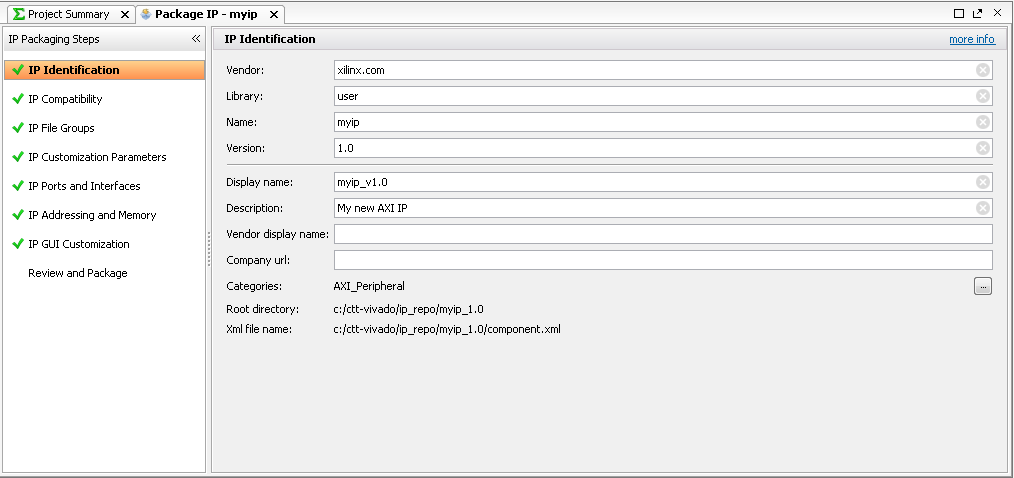 Project Summary
Package IP - myip
IP Packaging Steps
IP Identification
IP Compatibility
IP File Groups
IP Customization Parameters
IP Ports and Interfaces
IP Addressing and Memory
IP GUI Customization
Review and Package
IP Identification
more info
Vendor: xilinx.com
Library: user
Name: myip
Version: 1.0
Display name: myip_v1.0
Description: My new AXI IP
Vendor display name:
Company url:
Categories: AXI_Peripheral
...
Root directory: c:/ctt-vivado/ip_repo/myip_1.0
Xml file name: c:/ctt-vivado/ip_repo/myip_1.0/component.xml